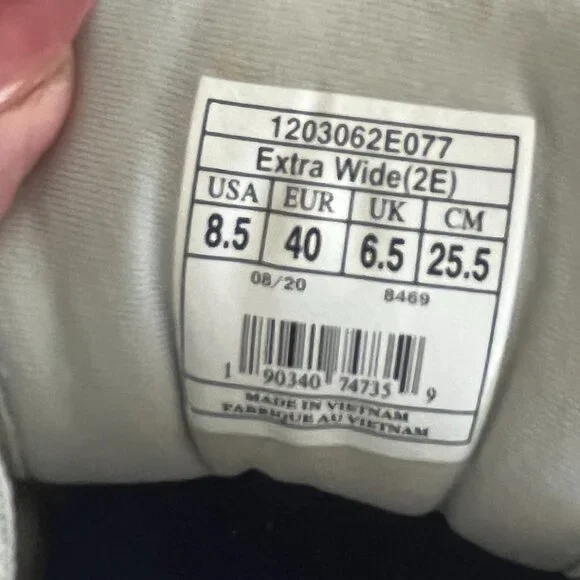 1203062E077
Extra Wide(2E)
USA EUR UK CM
8.5 40 6.5 25.5
08/20 8469
1 90340 74735 9
MADE IN VIETNAM
FABRIQUE AU VIETNAM